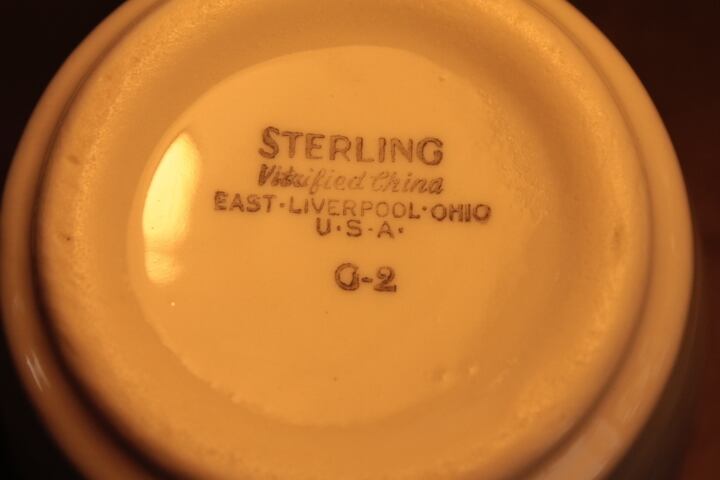 STERLING
Vitrified China
EAST·LIVERPOOL·OHIO
U·S·A·
O-2